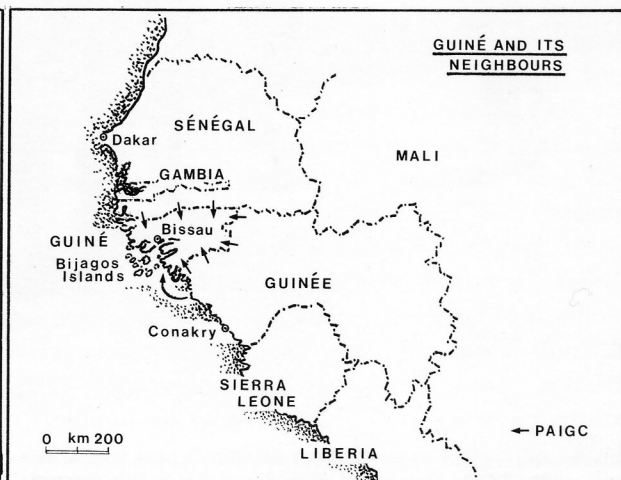 GUINÉ AND ITS
NEIGHBOURS
SÉNÉGAL
Dakar
MALI
GAMBIA
Bissau
GUINÉ
Bijagos
Islands
GUINÉE
Conakry
SIERRA
LEONE
← PAIGC
0 km 200
LIBERIA